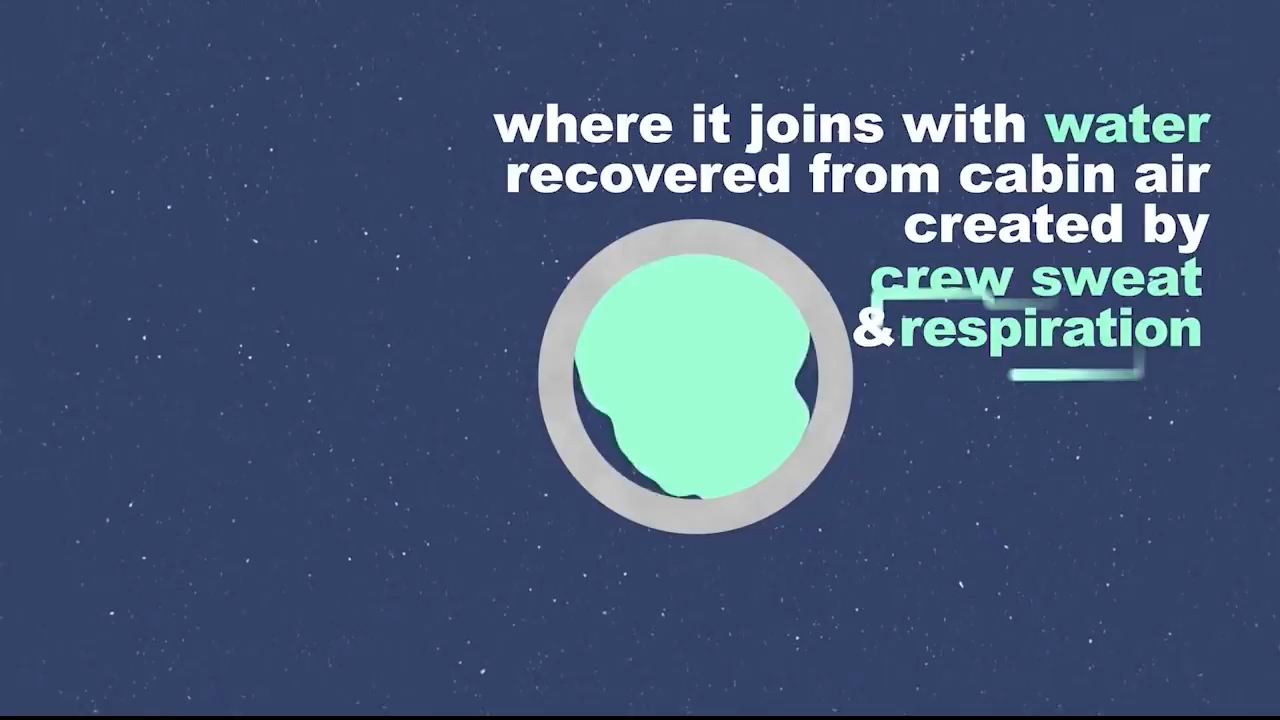 where it joins with water
recovered from cabin air
created by
crew sweat
& respiration